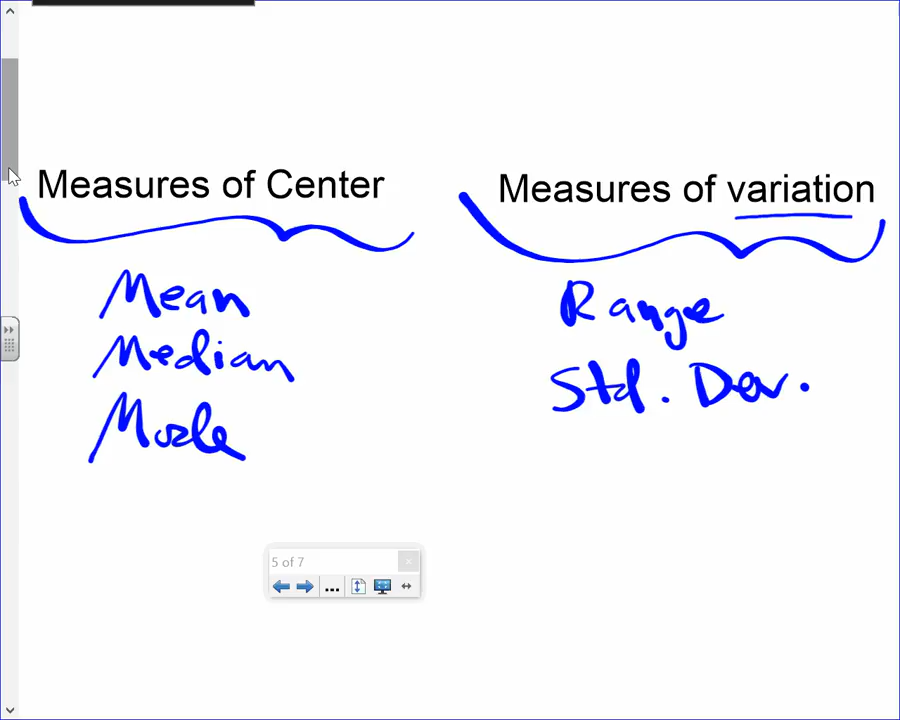 Measures of Center
Mean
Median
Mode
Measures of variation
Range
Std. Dev.
5 of 7
...